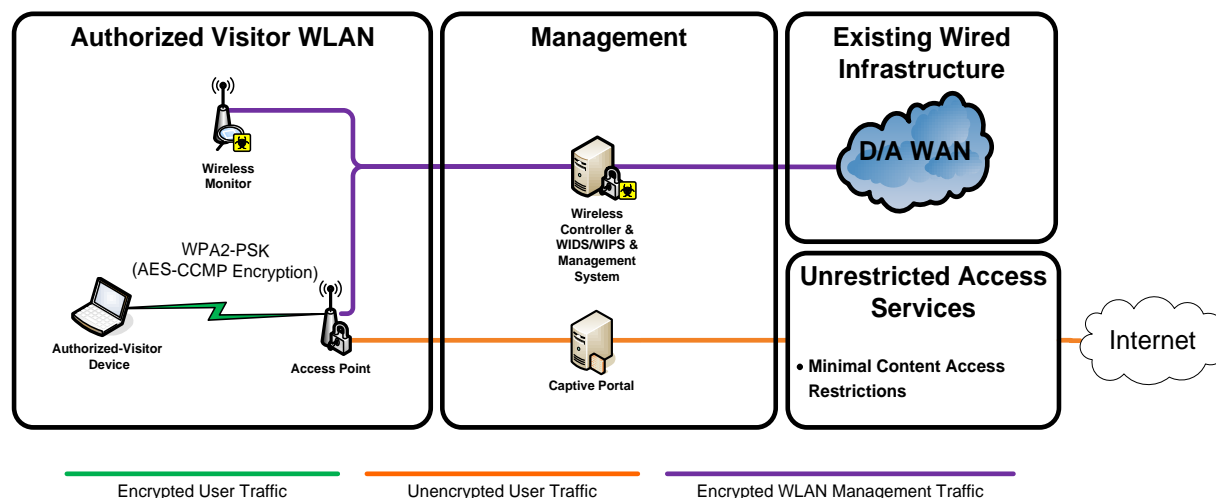 Authorized Visitor WLAN
Management
Existing Wired
Infrastructure
D/A WAN
Wireless
Monitor
Wireless
Controller &
WIDS/WIPS &
Management
System
WPA2-PSK
(AES-CCMP Encryption)
Authorized-Visitor
Device
Access Point
Captive Portal
Unrestricted Access
Services
• Minimal Content Access
Restrictions
Internet
Encrypted User Traffic
Unencrypted User Traffic
Encrypted WLAN Management Traffic